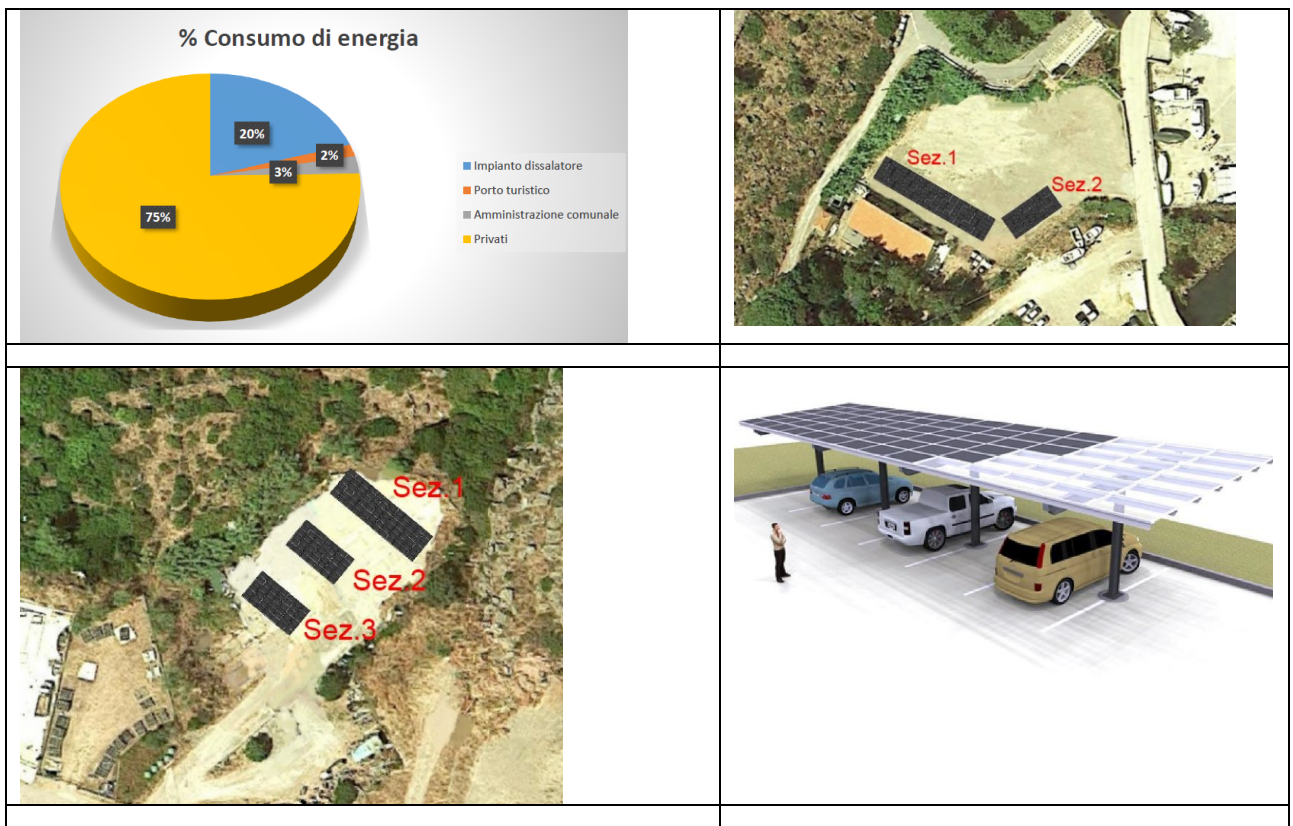 % Consumo di energia
20%
2%
3%
75%
Impianto dissalatore
Porto turistico
Amministrazione comunale
Privati
Sez.1
Sez.2
Sez.1
Sez.2
Sez.3